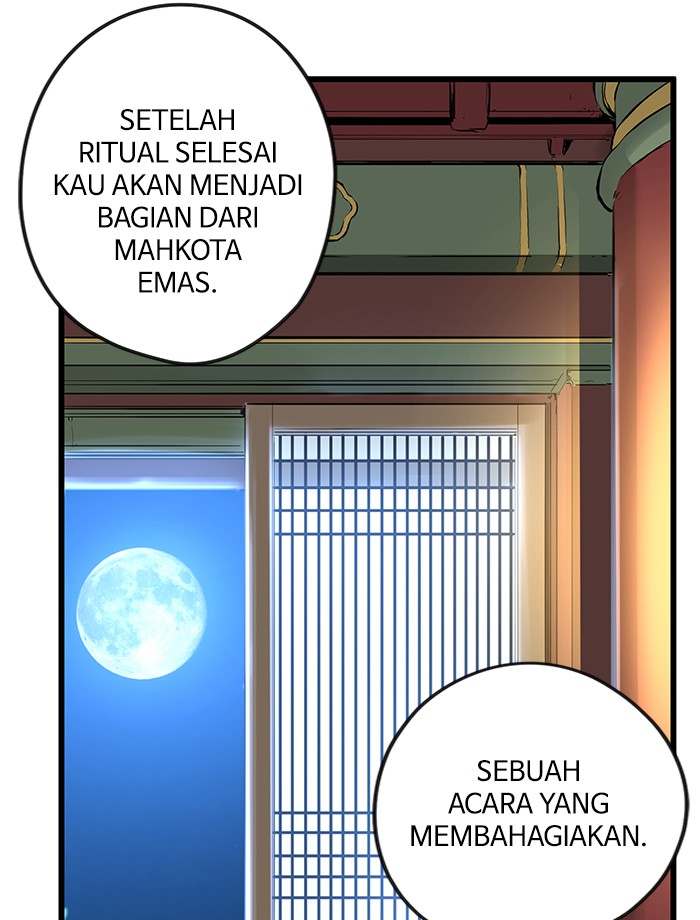 SETELAH
RITUAL SELESAI
KAU AKAN MENJADI
BAGIAN DARI
MAHKOTA
EMAS.
SEBUAH
ACARA YANG
MEMBAHAGIAKAN.